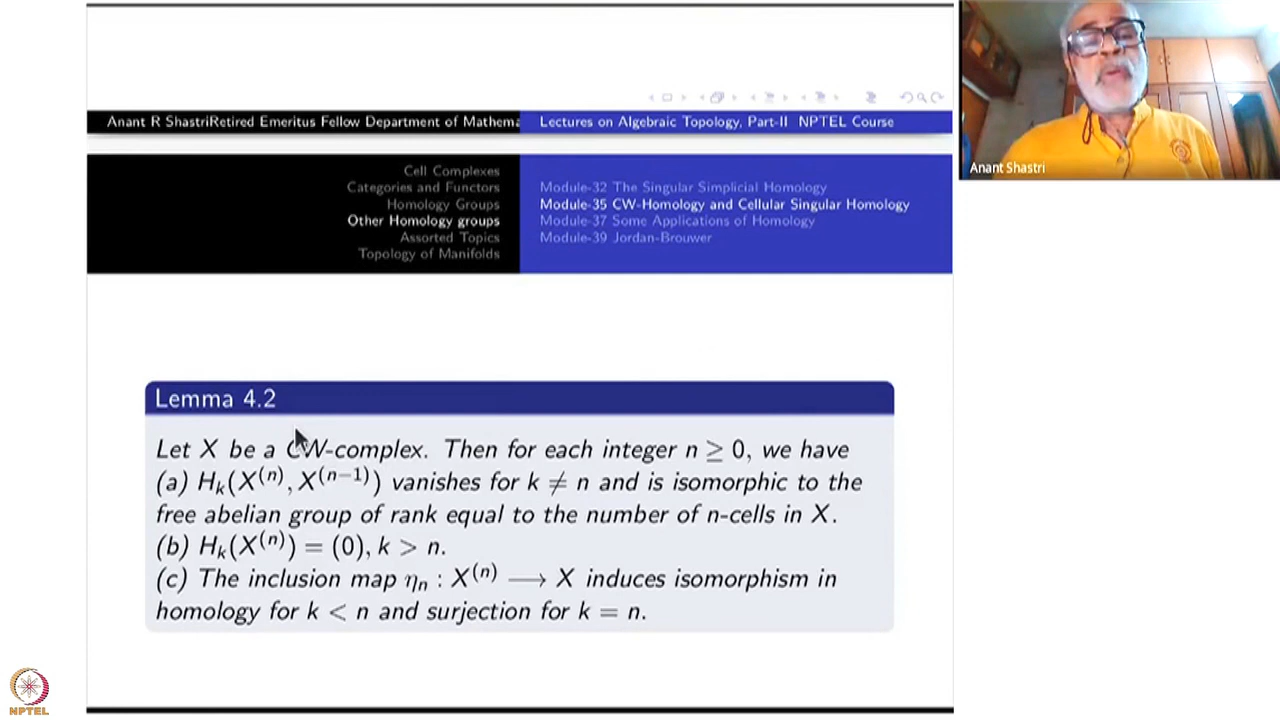 Anant R ShastriRetired Emeritus Fellow Department of Mathema
Lectures on Algebraic Topology, Part-II NPTEL Course
Cell Complexes
Categories and Functors
Homology Groups
Other Homology groups
Assorted Topics
Topology of Manifolds
Module-32 The Singular Simplicial Homology
Module-35 CW-Homology and Cellular Singular Homology
Module-37 Some Applications of Homology
Module-39 Jordan-Brouwer
Lemma 4.2
Let X be a CW-complex. Then for each integer n ≥ 0, we have
(a) Hₖ(X⁽ⁿ⁾, X⁽ⁿ⁻¹⁾) vanishes for k ≠ n and is isomorphic to the
free abelian group of rank equal to the number of n-cells in X.
(b) Hₖ(X⁽ⁿ⁾) = (0), k > n.
(c) The inclusion map ηₙ : X⁽ⁿ⁾ ⟶ X induces isomorphism in
homology for k < n and surjection for k = n.
Anant Shastri
NPTEL